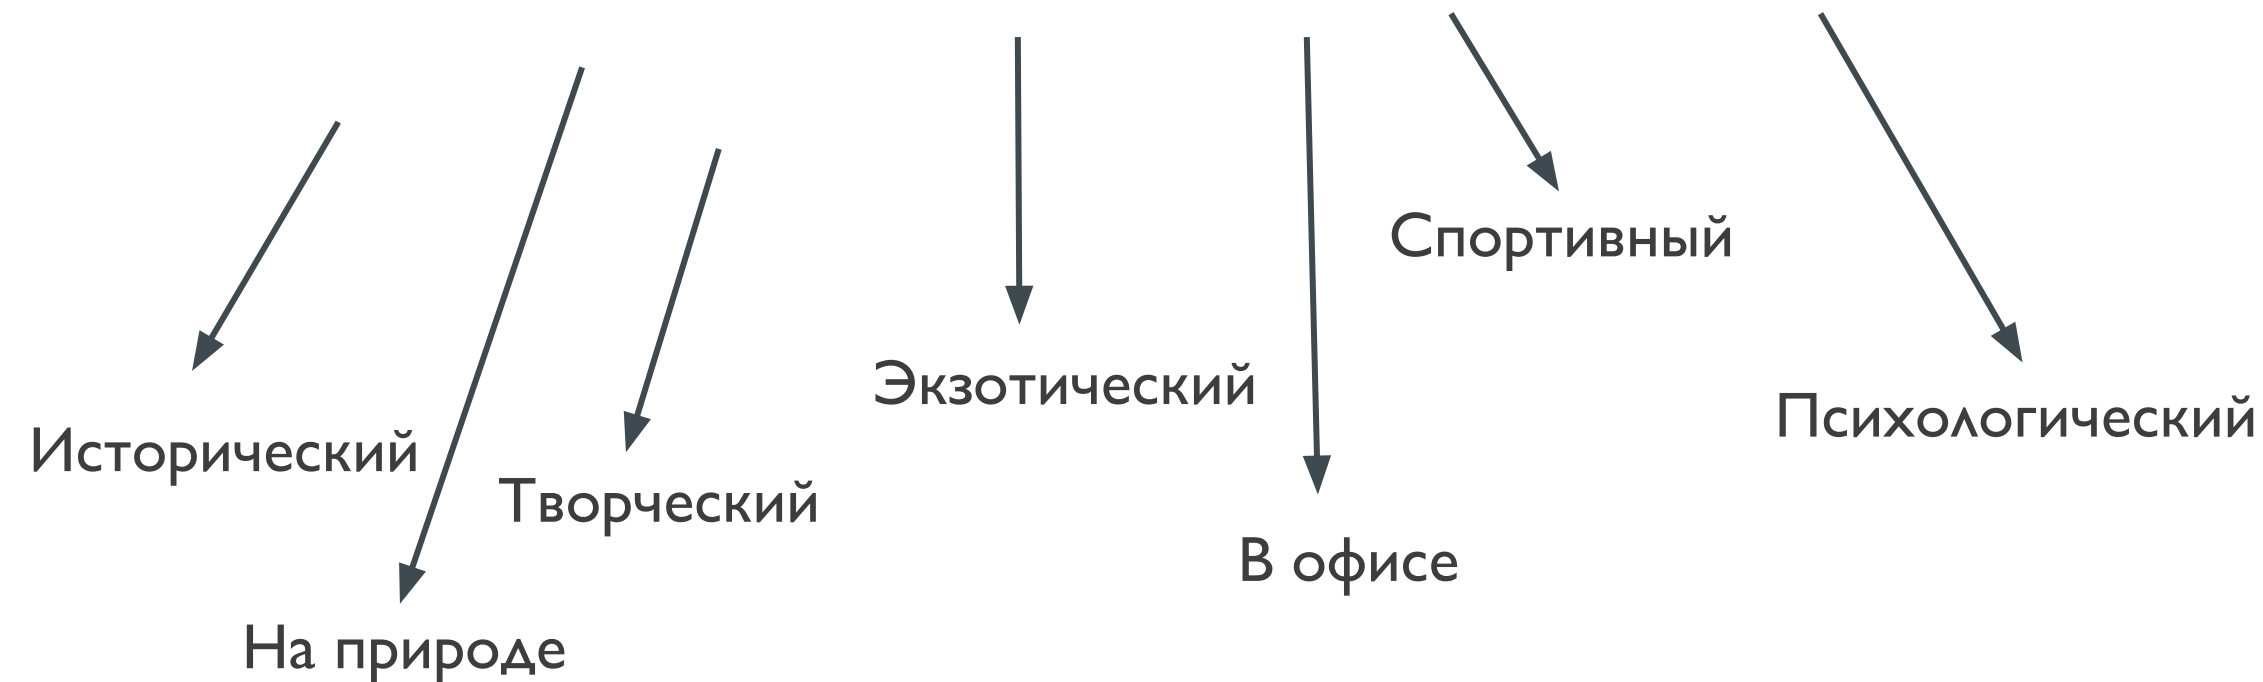 Спортивный
Экзотический
Психологический
Исторический
Творческий
В офисе
На природе